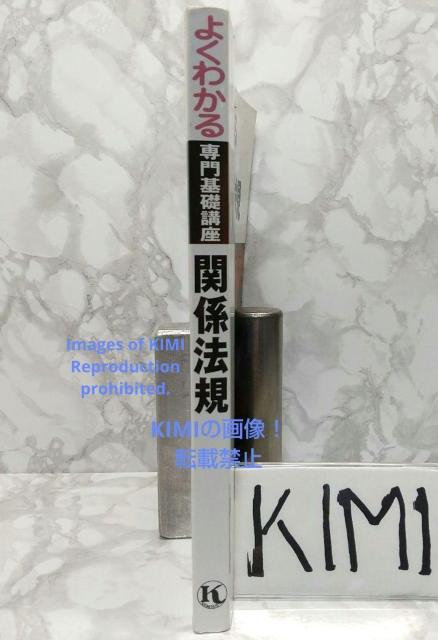 よくわかる
専門基礎講座
関係法規
K
images of KIMI
Reproduction
prohibited.
KIMIの画像！
転載禁止
KIMI